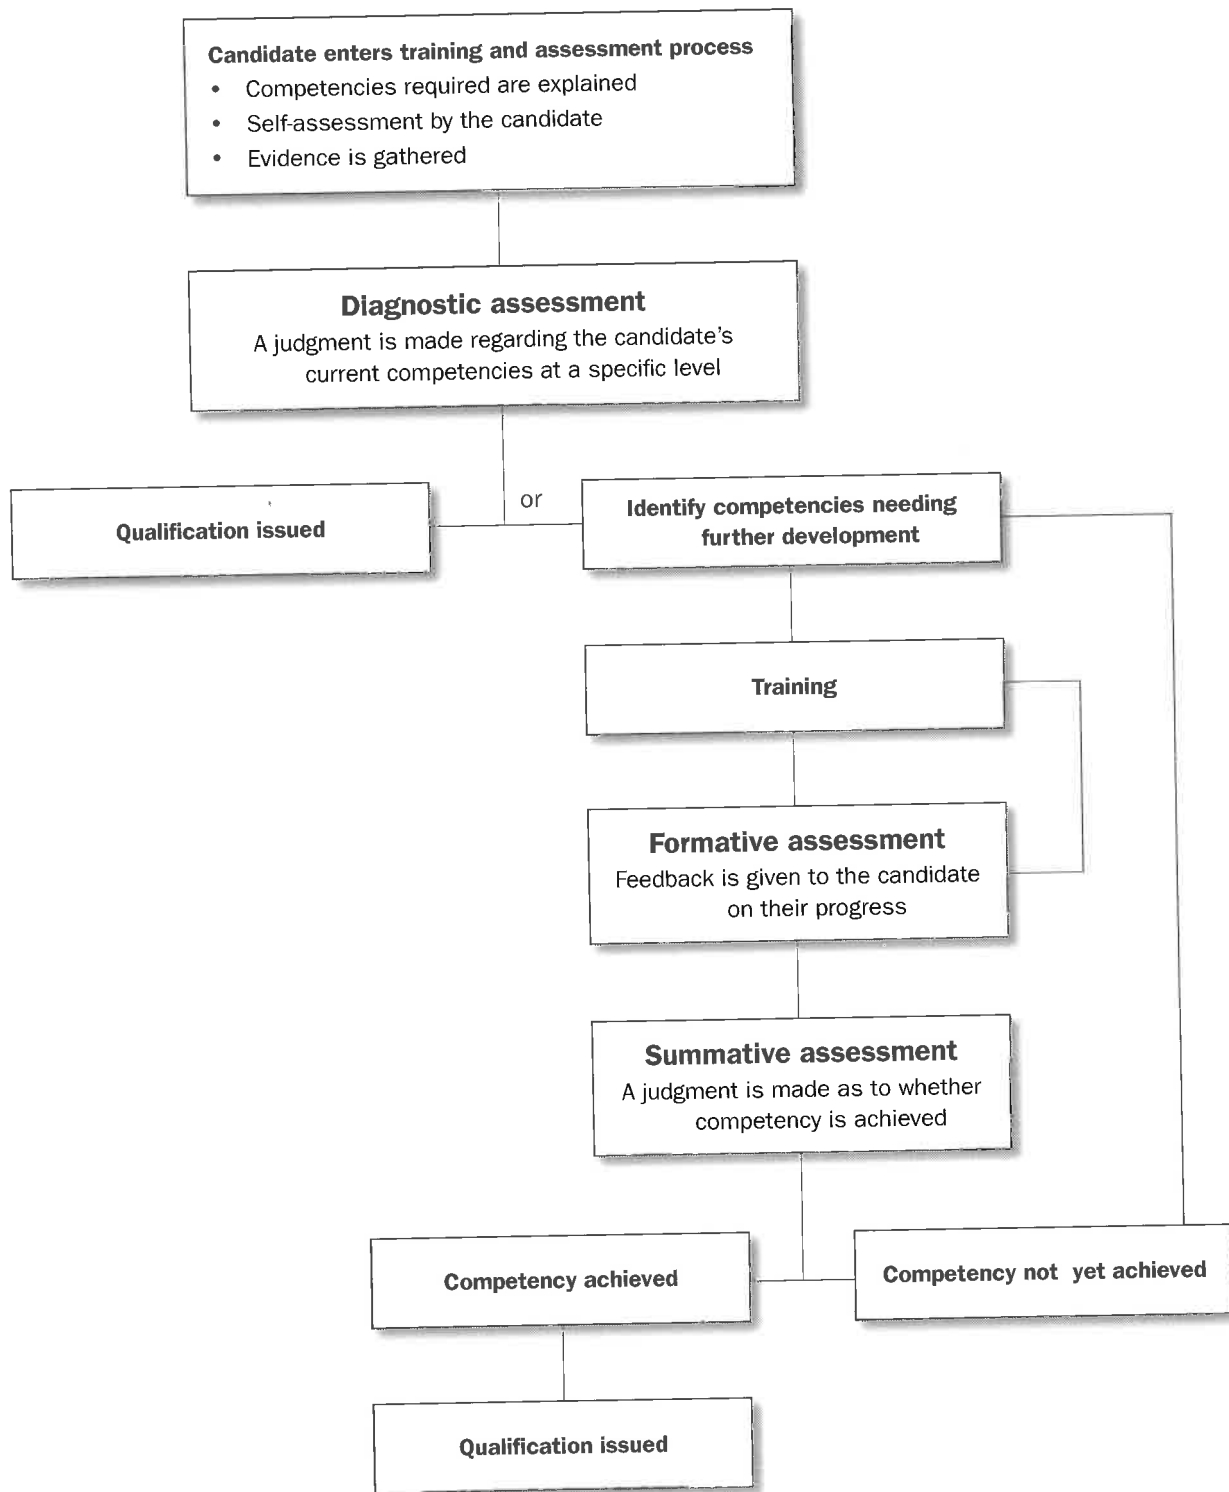 Candidate enters training and assessment process
• Competencies required are explained
• Self-assessment by the candidate
• Evidence is gathered
Diagnostic assessment
A judgment is made regarding the candidate's
current competencies at a specific level
Qualification issued
or
Identify competencies needing
further development
Training
Formative assessment
Feedback is given to the candidate
on their progress
Summative assessment
A judgment is made as to whether
competency is achieved
Competency achieved
Competency not yet achieved
Qualification issued